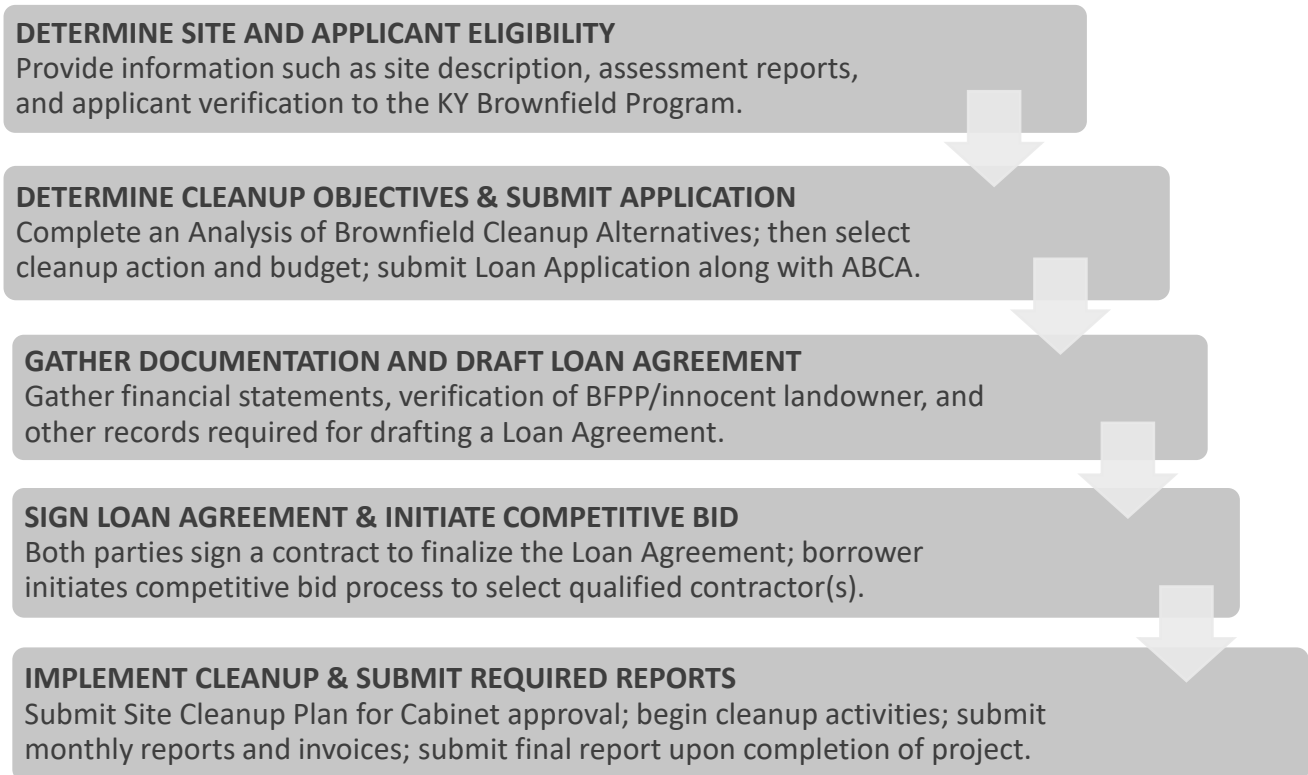 DETERMINE SITE AND APPLICANT ELIGIBILITY
Provide information such as site description, assessment reports,
and applicant verification to the KY Brownfield Program.
DETERMINE CLEANUP OBJECTIVES & SUBMIT APPLICATION
Complete an Analysis of Brownfield Cleanup Alternatives; then select
cleanup action and budget; submit Loan Application along with ABCA.
GATHER DOCUMENTATION AND DRAFT LOAN AGREEMENT
Gather financial statements, verification of BFPP/innocent landowner, and
other records required for drafting a Loan Agreement.
SIGN LOAN AGREEMENT & INITIATE COMPETITIVE BID
Both parties sign a contract to finalize the Loan Agreement; borrower
initiates competitive bid process to select qualified contractor(s).
IMPLEMENT CLEANUP & SUBMIT REQUIRED REPORTS
Submit Site Cleanup Plan for Cabinet approval; begin cleanup activities; submit
monthly reports and invoices; submit final report upon completion of project.